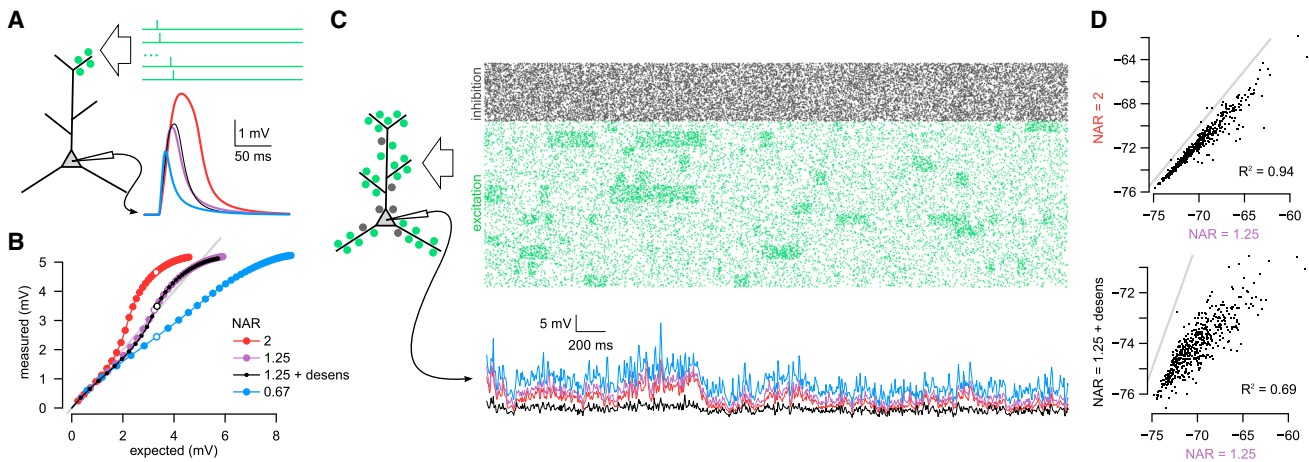 A
1 mV
50 ms
B
measured (mV)
5
4
3
2
1
0
0 2 4 6 8
expected (mV)
NAR
2
1.25
1.25 + desens
0.67
C
inhibition
excitation
5 mV
200 ms
D
NAR = 2
−64
−68
−72
−76
R² = 0.94
−75 −70 −65 −60
NAR = 1.25
NAR = 1.25 + desens
−72
−74
−76
R² = 0.69
−75 −70 −65 −60
NAR = 1.25